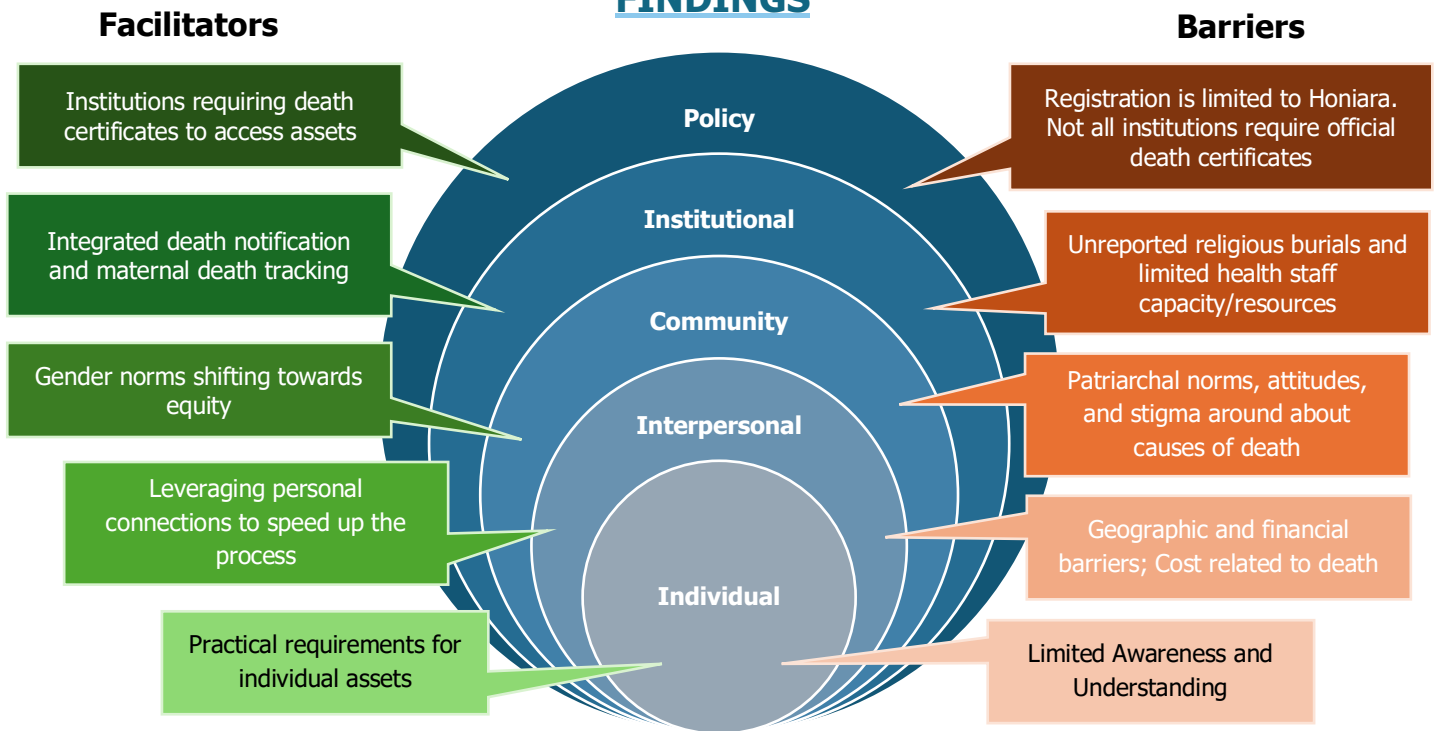 FINDINGS
Facilitators
Barriers
Institutions requiring death
certificates to access assets
Policy
Registration is limited to Honiara.
Not all institutions require official
death certificates
Integrated death notification
and maternal death tracking
Institutional
Unreported religious burials and
limited health staff
capacity/resources
Gender norms shifting towards
equity
Community
Patriarchal norms, attitudes,
and stigma around about
causes of death
Leveraging personal
connections to speed up the
process
Interpersonal
Geographic and financial
barriers; Cost related to death
Practical requirements for
individual assets
Individual
Limited Awareness and
Understanding